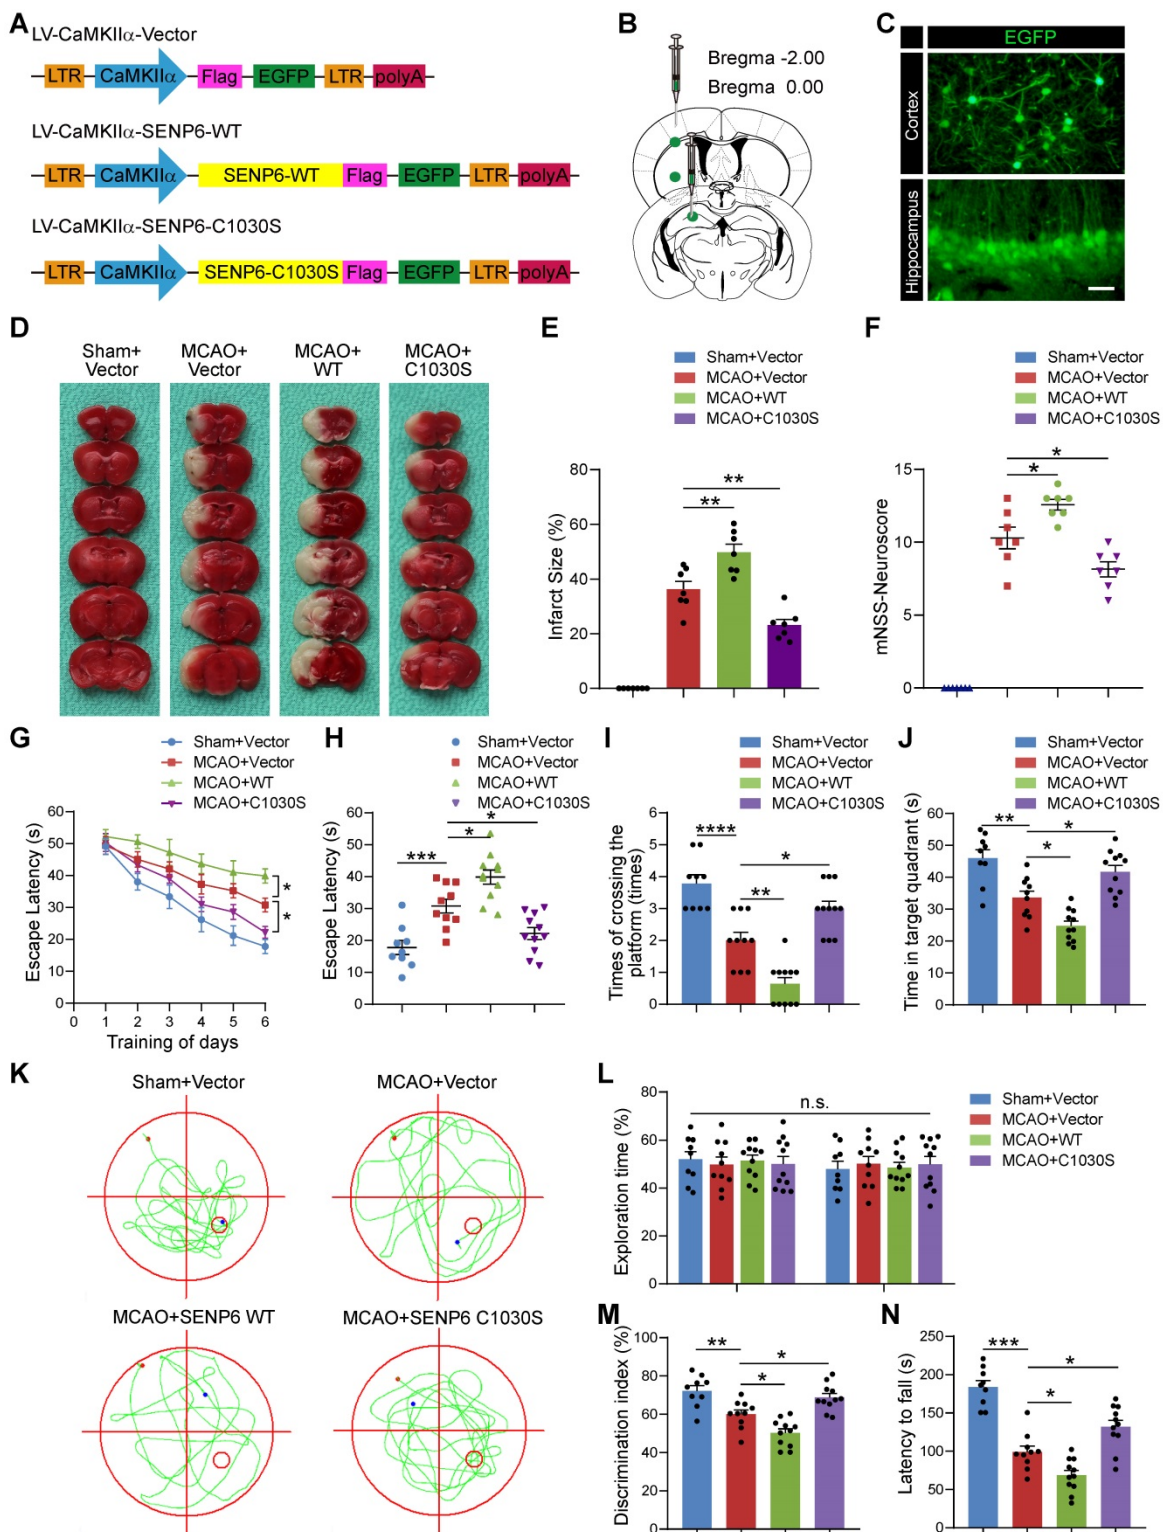 A
LV-CaMKIIα-Vector
LTR CaMKIIα Flag EGFP LTR polyA
LV-CaMKIIα-SENP6-WT
LTR CaMKIIα SENP6-WT Flag EGFP LTR polyA
LV-CaMKIIα-SENP6-C1030S
LTR CaMKIIα SENP6-C1030S Flag EGFP LTR polyA
B
Bregma -2.00
Bregma 0.00
C
EGFP
Cortex
Hippocampus
D
Sham+ Vector
MCAO+ Vector
MCAO+ WT
MCAO+ C1030S
E
Sham+Vector
MCAO+Vector
MCAO+WT
MCAO+C1030S
Infarct Size (%)
80
60
40
20
0
**
**
F
Sham+Vector
MCAO+Vector
MCAO+WT
MCAO+C1030S
mNSS-Neuroscore
15
10
5
0
*
*
G
Sham+Vector
MCAO+Vector
MCAO+WT
MCAO+C1030S
Escape Latency (s)
60
50
40
30
20
10
0
0 1 2 3 4 5 6
Training of days
*
*
H
Sham+Vector
MCAO+Vector
MCAO+WT
MCAO+C1030S
Escape Latency (s)
60
50
40
30
20
10
0
***
*
*
I
Sham+Vector
MCAO+Vector
MCAO+WT
MCAO+C1030S
Times of crossing the
platform (times)
6
5
4
3
2
1
0
****
*
**
J
Sham+Vector
MCAO+Vector
MCAO+WT
MCAO+C1030S
Time in target quadrant (s)
60
50
40
30
20
10
0
**
*
*
K
Sham+Vector
MCAO+Vector
MCAO+SENP6 WT
MCAO+SENP6 C1030S
L
Exploration time (%)
80
60
40
20
0
n.s.
Sham+Vector
MCAO+Vector
MCAO+WT
MCAO+C1030S
M
Discrimination index (%)
100
80
60
40
20
0
**
*
*
N
Latency to fall (s)
250
200
150
100
50
0
***
*
*